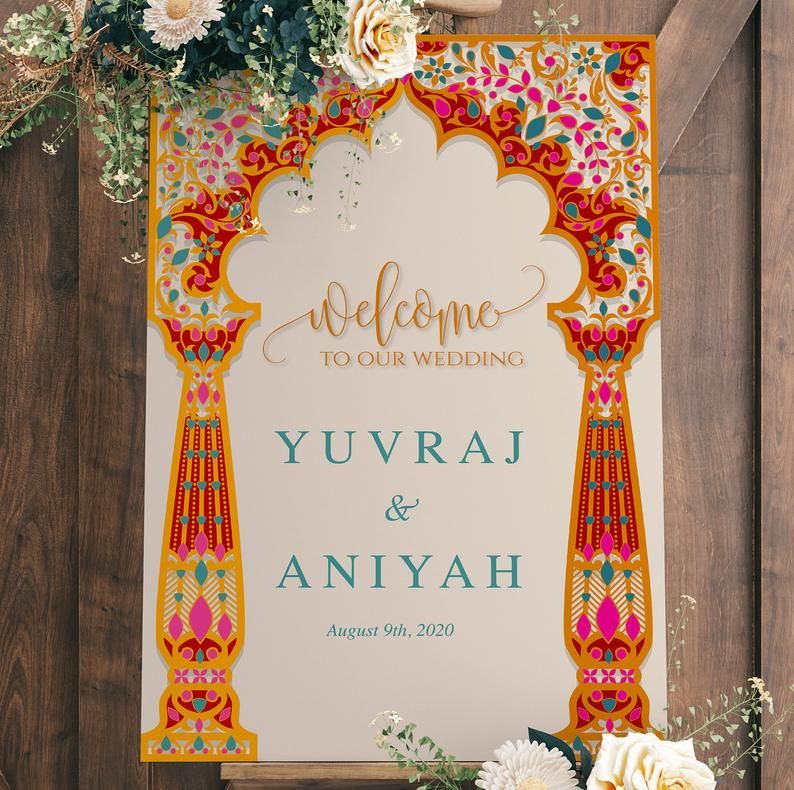 welcome
TO OUR WEDDING
YUVRAJ
&
ANIYAH
August 9th, 2020